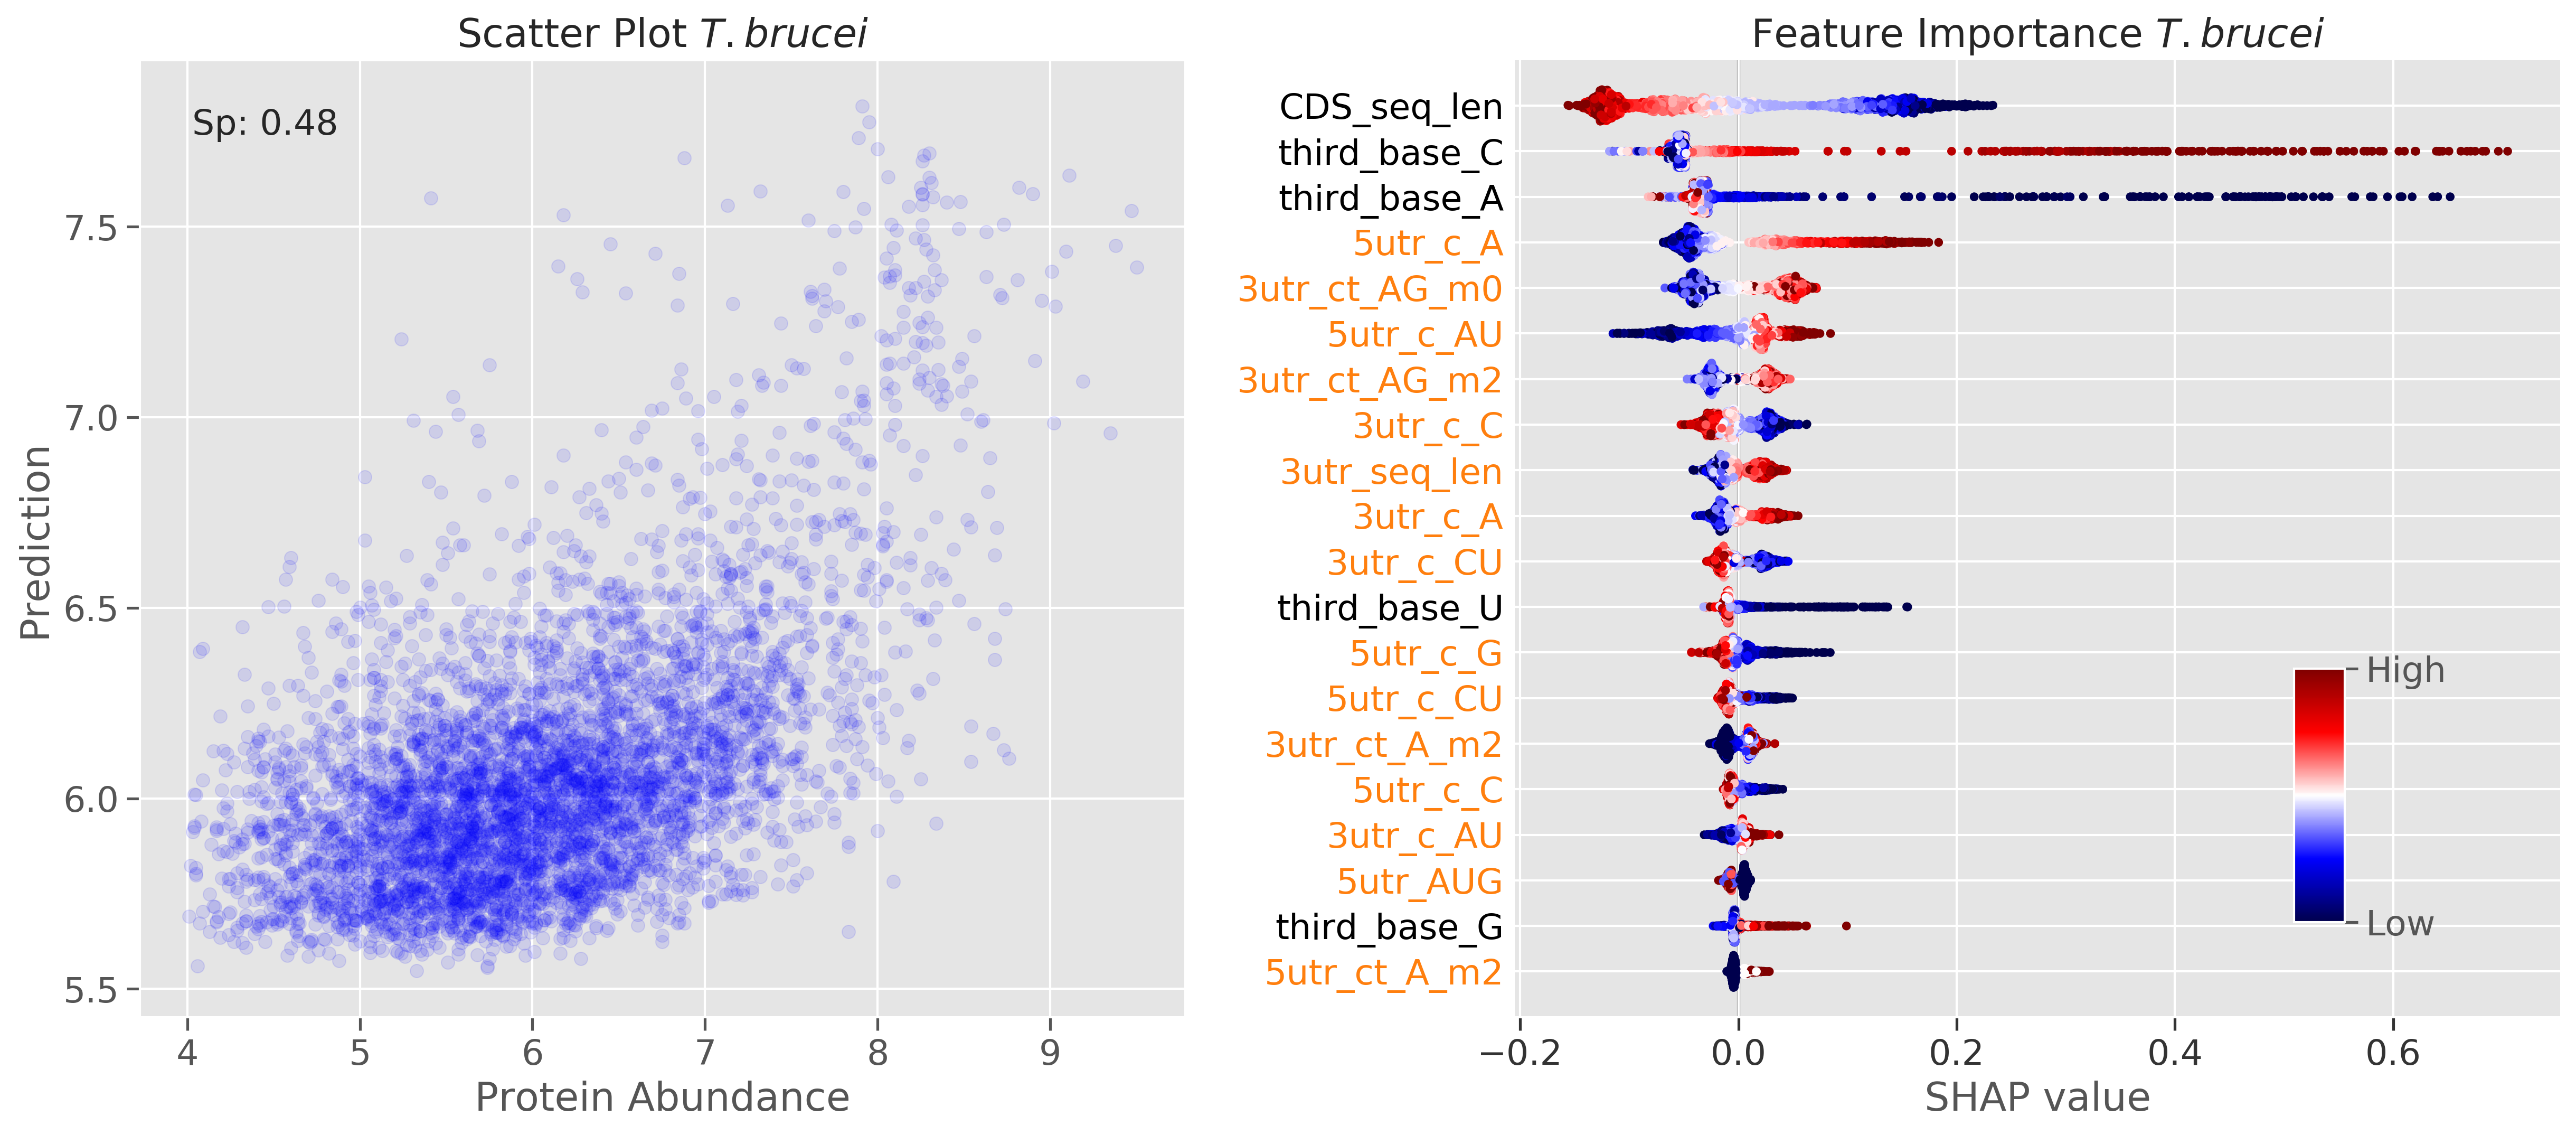 Scatter Plot T. brucei
Sp: 0.48
Prediction
7.5
7.0
6.5
6.0
5.5
4 5 6 7 8 9
Protein Abundance
Feature Importance T. brucei
CDS_seq_len
third_base_C
third_base_A
5utr_c_A
3utr_ct_AG_m0
5utr_c_AU
3utr_ct_AG_m2
3utr_c_C
3utr_seq_len
3utr_c_A
3utr_c_CU
third_base_U
5utr_c_G
5utr_c_CU
3utr_ct_A_m2
5utr_c_C
3utr_c_AU
5utr_AUG
third_base_G
5utr_ct_A_m2
High
Low
−0.2 0.0 0.2 0.4 0.6
SHAP value